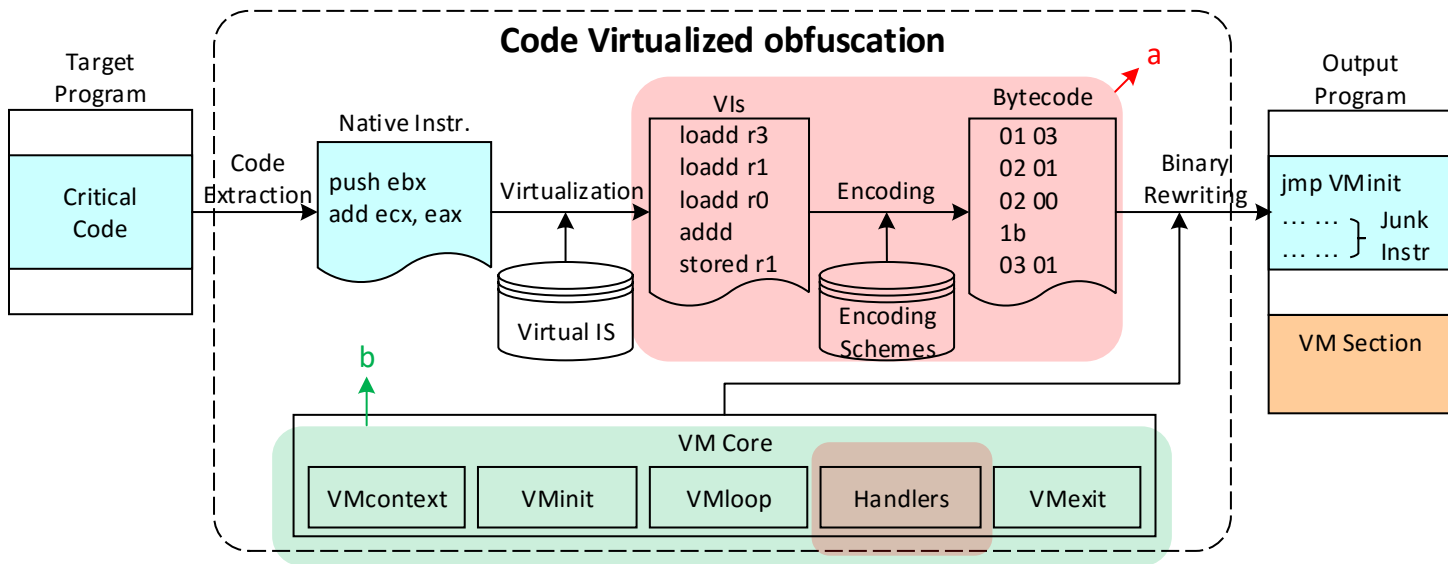 Code Virtualized obfuscation
a
Target
Program
Critical
Code
Code
Extraction
Native Instr.
push ebx
add ecx, eax
Virtualization
Virtual IS
VIs
loadd r3
loadd r1
loadd r0
addd
stored r1
Encoding
Encoding
Schemes
Bytecode
01 03
02 01
02 00
1b
03 01
Binary
Rewriting
Output
Program
jmp VMinit
... ... Junk
... ... Instr
VM Section
b
VM Core
VMcontext
VMinit
VMloop
Handlers
VMexit